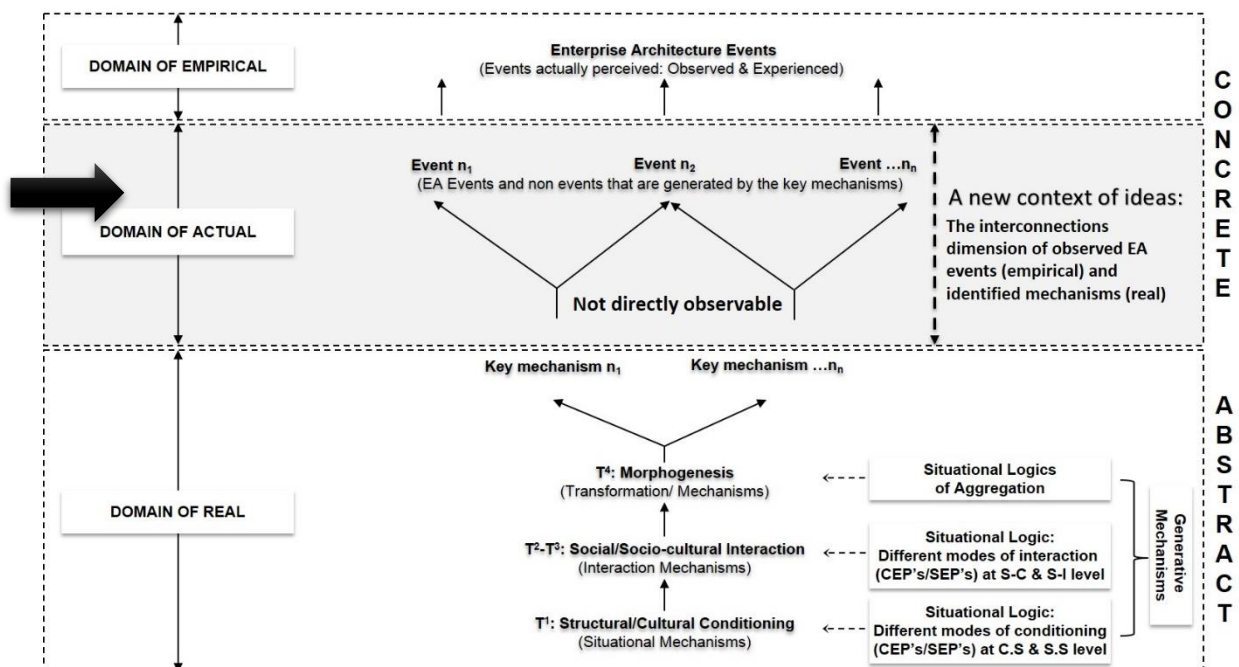 DOMAIN OF EMPIRICAL
Enterprise Architecture Events
(Events actually perceived: Observed & Experienced)
CONCRETE
DOMAIN OF ACTUAL
Event n₁
Event n₂
Event …nₙ
(EA Events and non events that are generated by the key mechanisms)
Not directly observable
A new context of ideas:
The interconnections
dimension of observed EA
events (empirical) and
identified mechanisms (real)
DOMAIN OF REAL
Key mechanism n₁
Key mechanism …nₙ
T⁴: Morphogenesis
(Transformation/ Mechanisms)
T²-T³: Social/Socio-cultural Interaction
(Interaction Mechanisms)
T¹: Structural/Cultural Conditioning
(Situational Mechanisms)
Situational Logics
of Aggregation
Situational Logic:
Different modes of interaction
(CEP's/SEP's) at S-C & S-I level
Situational Logic:
Different modes of conditioning
(CEP's/SEP's) at C.S & S.S level
Generative
Mechanisms
ABSTRACT